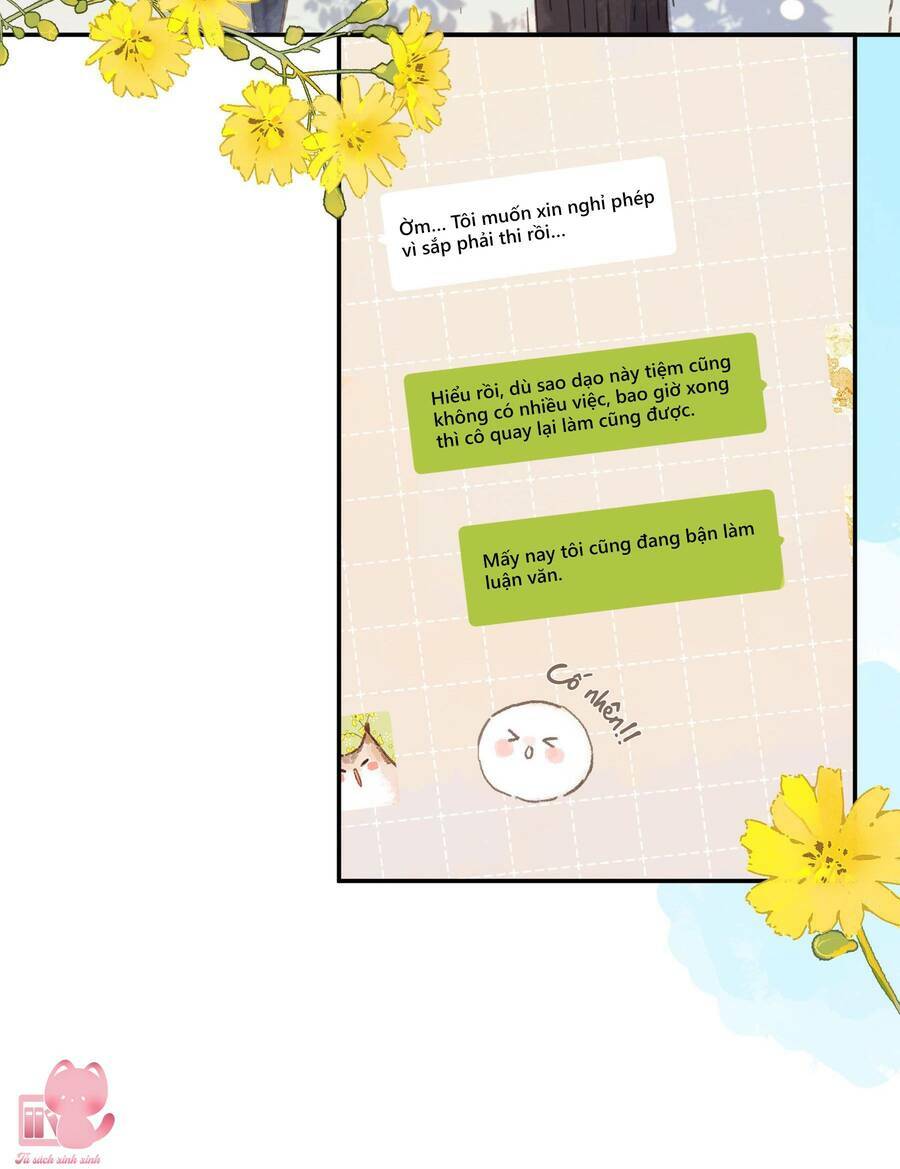 Ờm... Tôi muốn xin nghỉ phép
vì sắp phải thi rồi...
Hiểu rồi, dù sao dạo này tiệm cũng
không có nhiều việc, bao giờ xong
thì cô quay lại làm cũng được.
Mấy nay tôi cũng đang bận làm
luận văn.
Cố nhên!!
Tủ sách xinh xinh